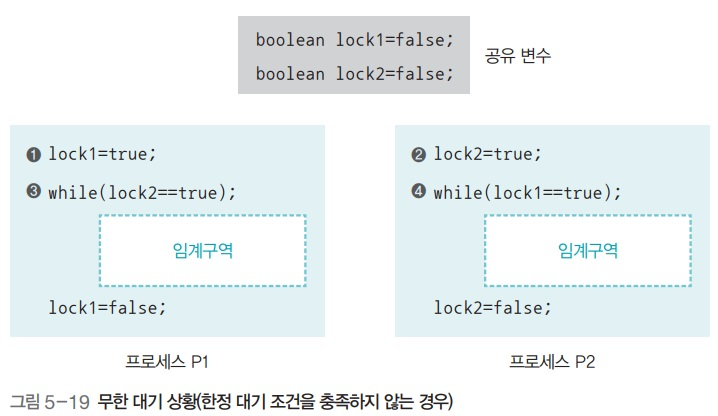 boolean lock1=false;
boolean lock2=false;
공유 변수
❶ lock1=true;
❸ while(lock2==true);
임계구역
lock1=false;
프로세스 P1
❷ lock2=true;
❹ while(lock1==true);
임계구역
lock2=false;
프로세스 P2
그림 5-19 무한 대기 상황(한정 대기 조건을 충족하지 않는 경우)